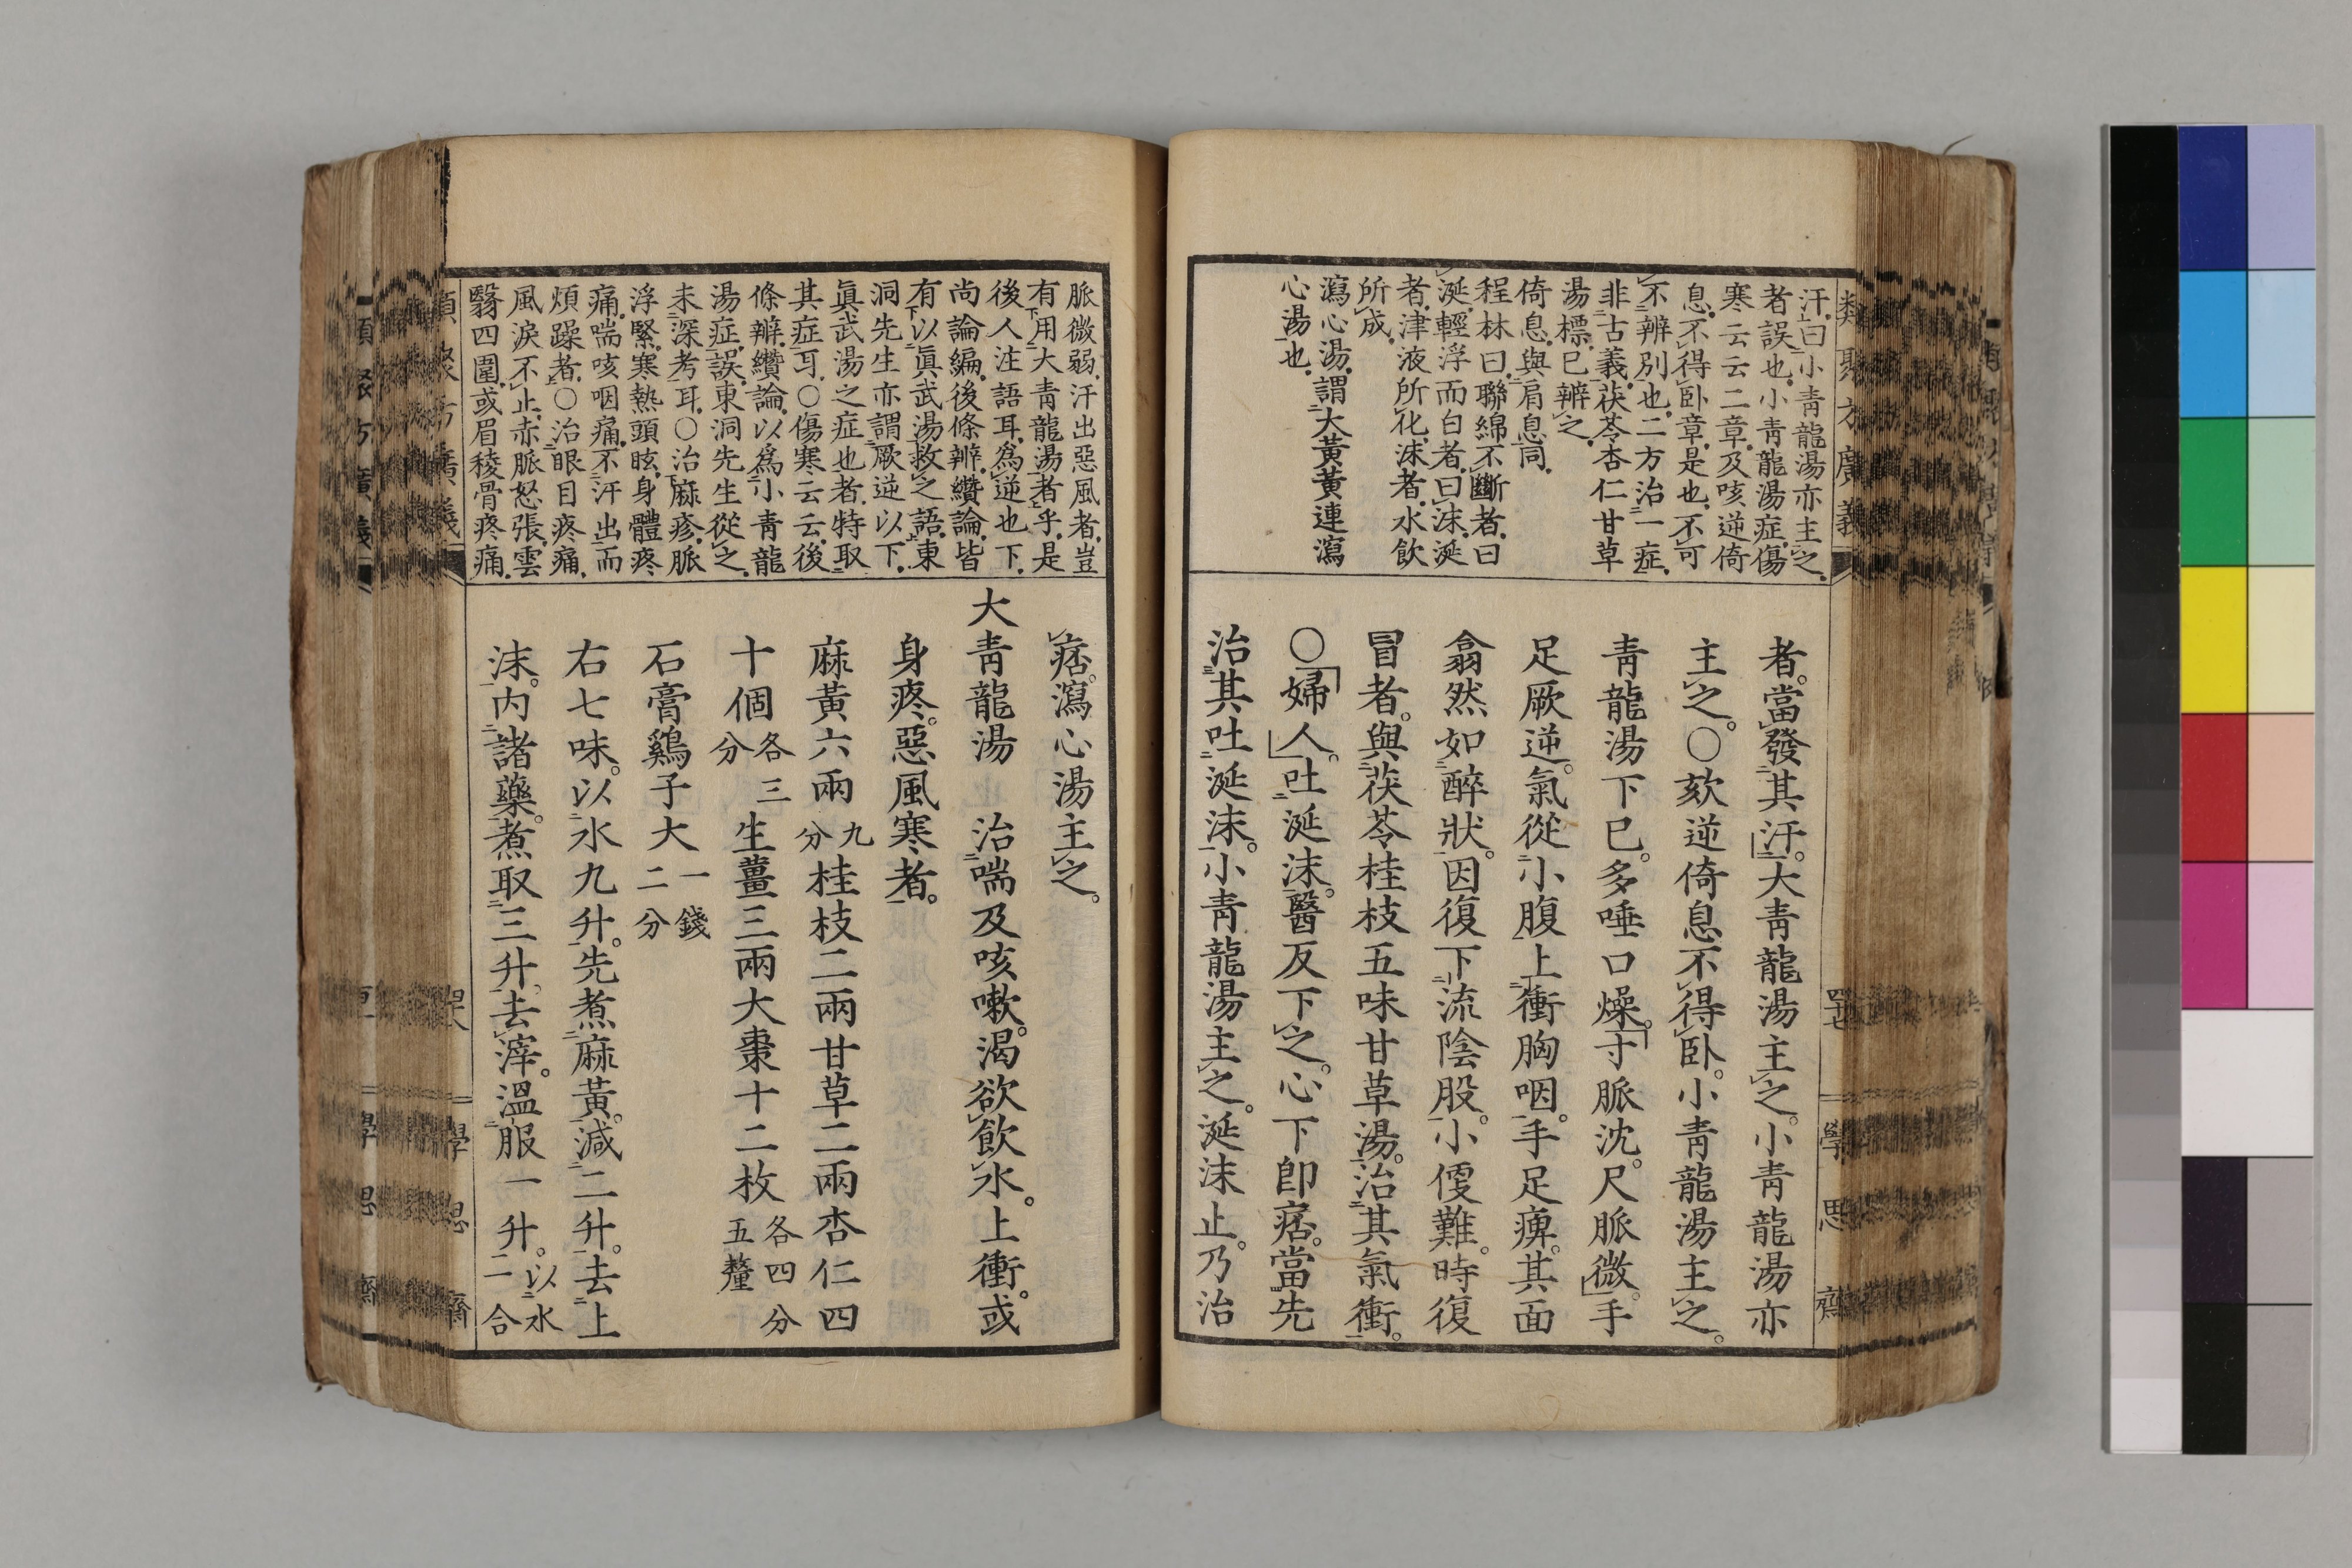 類聚方廣義
四十七
學思齋
汗、曰小青龍湯亦主之、
者誤也、小青龍湯症、傷
寒云云二章、及咳逆倚
息、不得臥章、是也、不可
不辨別也、二方治一症、
非古義、茯苓杏仁甘草
湯標、已辨之、
倚息、與肩息同、
程林曰、聯綿不斷者、曰
涎、輕浮而白者、曰沫、涎
者、津液所化、沫者、水飲
所成、
瀉心湯、謂大黃黃連瀉
心湯也、
者。當發其汗。大青龍湯主之。小青龍湯亦
主之。○欬逆倚息不得臥。小青龍湯主之。
青龍湯下已。多唾口燥。寸脈沈。尺脈微。手
足厥逆。氣從小腹上衝胸咽。手足痺。其面
翕然如醉狀。因復下流陰股。小便難。時復
冒者。與茯苓桂枝五味甘草湯。治其氣衝。
○婦人。吐涎沫。醫反下之。心下卽痞。當先
治其吐涎沫。小青龍湯主之。涎沫止。乃治
脈微弱、汗出惡風者、豈
有用大青龍湯者乎、是
後人注語耳、爲逆也下、
尚論編、後條辨、纘論、皆
有以眞武湯救之語、東
洞先生亦謂厥逆以下、
眞武湯之症也者、特取
其症耳、○傷寒云云、後
條辨、纘論、以爲小青龍
湯症、誤、東洞先生從之、
未深考耳、○治麻疹、脈
浮緊、寒熱頭眩、身體疼
痛、喘咳咽痛、不汗出而
煩躁者、○治眼目疼痛、
風淚不止、赤脈怒張、雲
翳四圍、或眉稜骨疼痛、
痞。瀉心湯主之。
大青龍湯 治喘及咳嗽。渴欲飲水。上衝。或
身疼。惡風寒者。
麻黃六兩九分桂枝二兩甘草二兩杏仁四
十個各三分生薑三兩大棗十二枚各四分五釐
石膏鷄子大一錢二分
右七味。以水九升。先煮麻黃。減二升。去上
沫。內諸藥。煮取三升。去滓。溫服一升。以水二合
類聚方廣義
學思齋